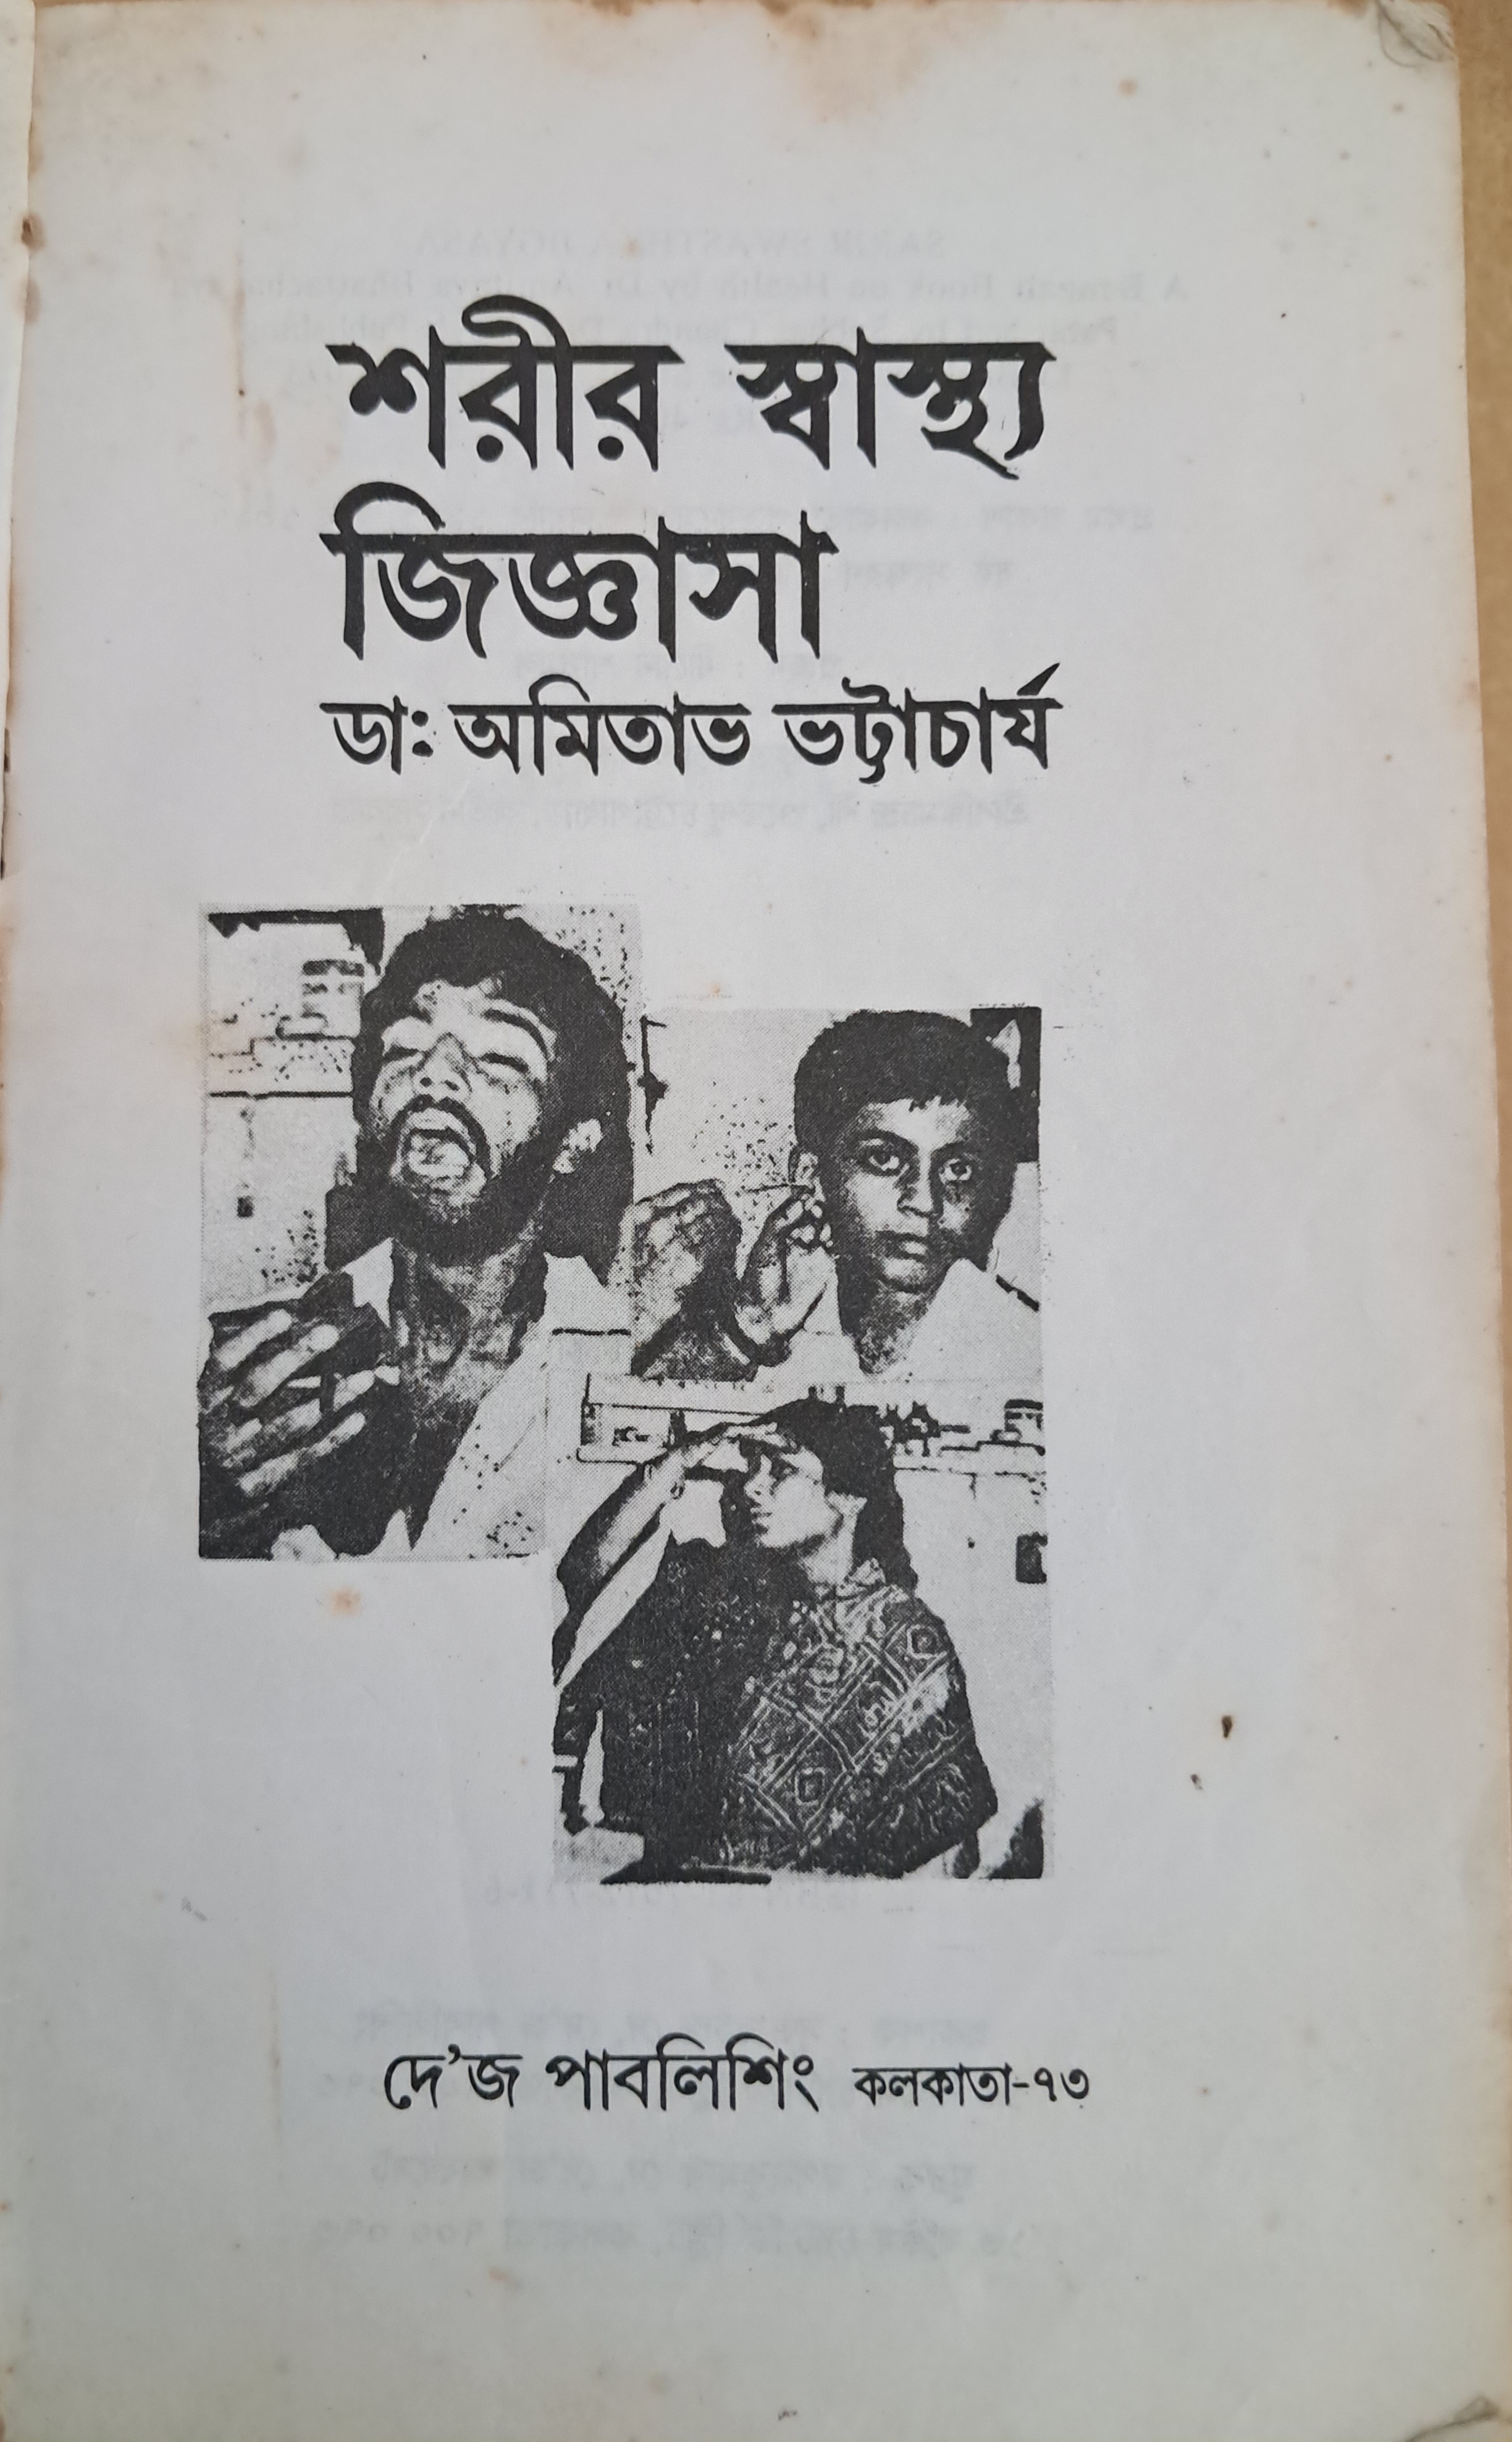 শরীর স্বাস্থ্য
জিজ্ঞাসা
ডাঃ অমিতাভ ভট্টাচার্য
দে'জ পাবলিশিং কলকাতা-৭৩